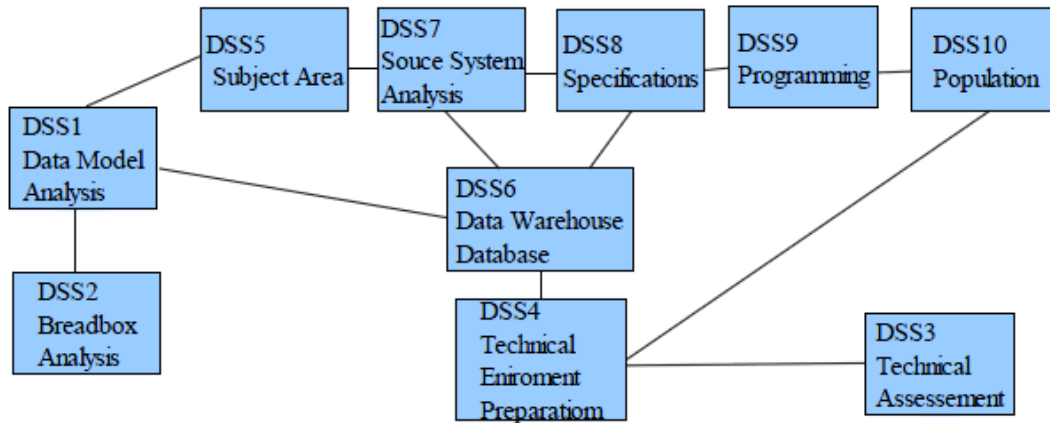 DSS5
Subject Area
DSS7
Souce System
Analysis
DSS8
Specifications
DSS9
Programming
DSS10
Population
DSS1
Data Model
Analysis
DSS6
Data Warehouse
Database
DSS2
Breadbox
Analysis
DSS4
Technical
Eniroment
Preparatiom
DSS3
Technical
Assessement